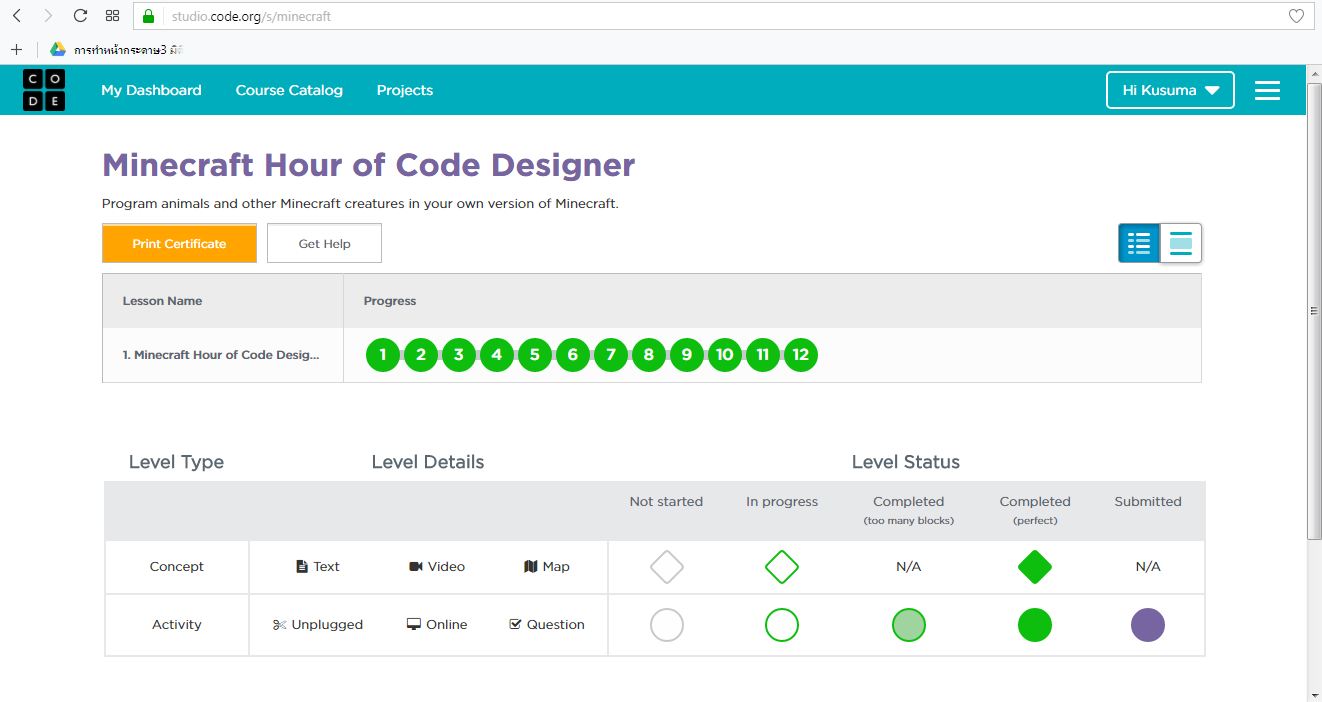 studio.code.org/s/minecraft
การทำหน้ากระดาษ3 มิติ
C O
D E
My Dashboard Course Catalog Projects Hi Kusuma
Minecraft Hour of Code Designer
Program animals and other Minecraft creatures in your own version of Minecraft.
Print Certificate Get Help
Lesson Name Progress
1. Minecraft Hour of Code Desig... 1 2 3 4 5 6 7 8 9 10 11 12
Level Type Level Details Level Status
Not started In progress Completed Completed Submitted
(too many blocks) (perfect)
Concept Text Video Map N/A N/A
Activity Unplugged Online Question